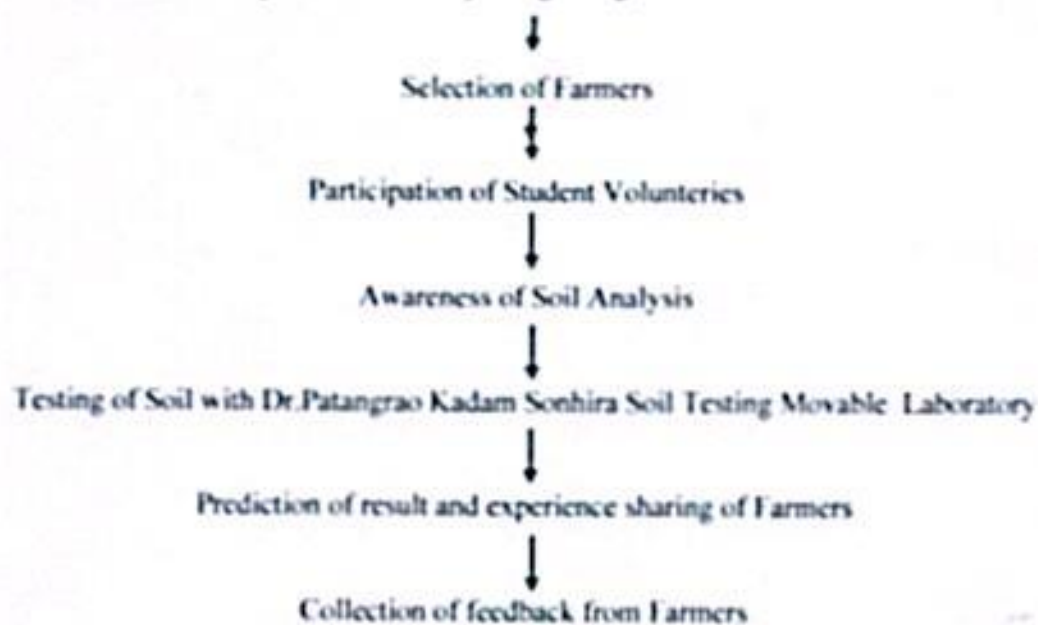 Selection of Farmers
Participation of Student Volunteries
Awareness of Soil Analysis
Testing of Soil with Dr.Patangrao Kadam Sonhira Soil Testing Movable Laboratory
Prediction of result and experience sharing of Farmers
Collection of feedback from Farmers